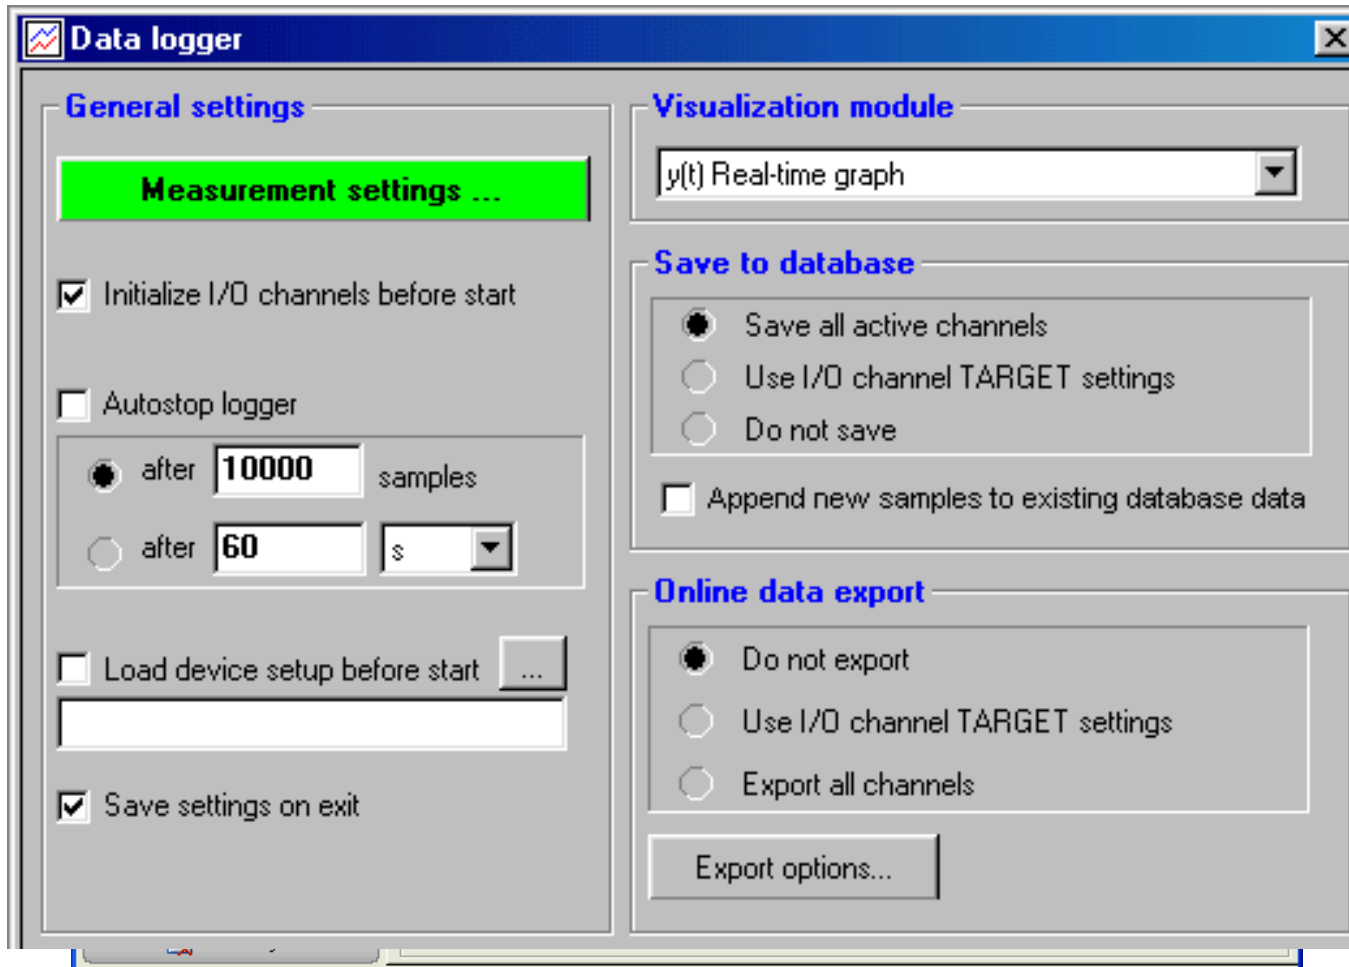 Data logger
General settings
Measurement settings ...
Initialize I/O channels before start
Autostop logger
after 10000 samples
after 60 s
Load device setup before start ...
Save settings on exit
Visualization module
y(t) Real-time graph
Save to database
Save all active channels
Use I/O channel TARGET settings
Do not save
Append new samples to existing database data
Online data export
Do not export
Use I/O channel TARGET settings
Export all channels
Export options...